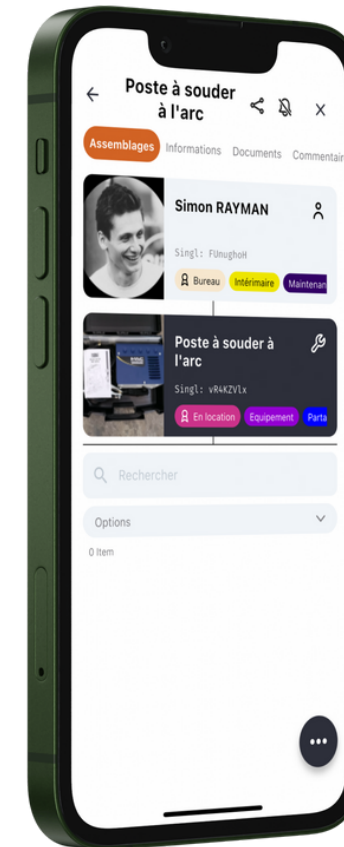 Poste à souder
à l'arc
Assemblages
Informations
Documents
Commentair
Simon RAYMAN
Singl: FUnughoH
Bureau
Intérimaire
Maintenan
Poste à souder à
l'arc
Singl: vR4KZVlx
En location
Equipement
Parta
Rechercher
Options
0 Item